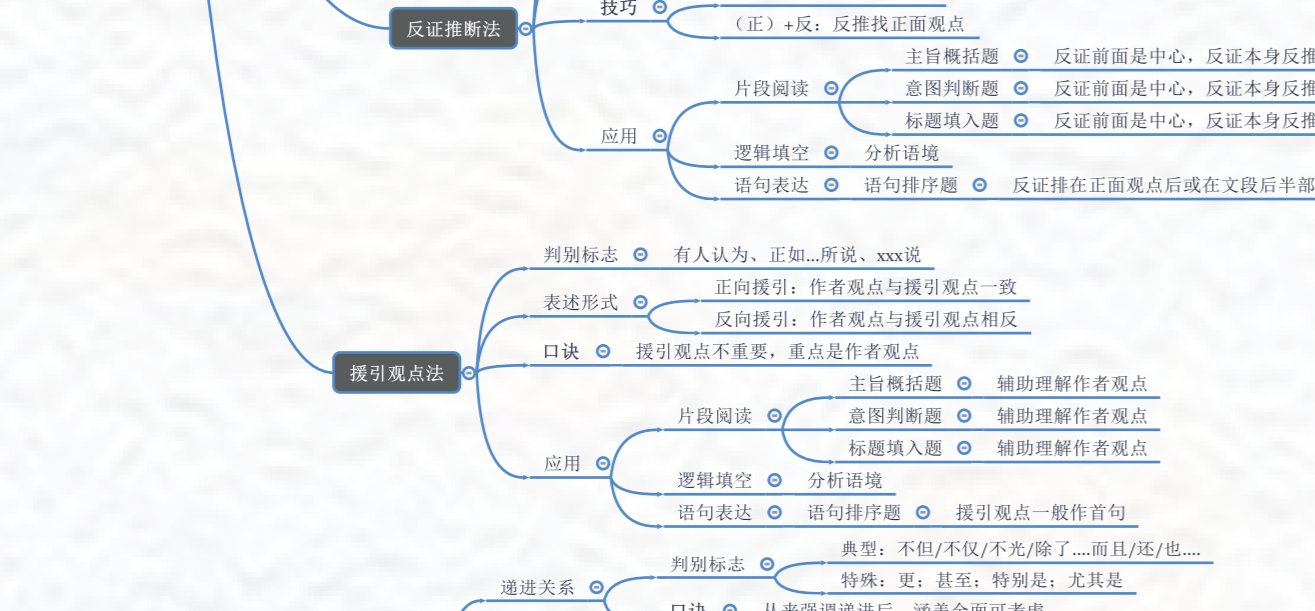 技巧
（正）+反：反推找正面观点
反证推断法
主旨概括题 反证前面是中心，反证本身反推
片段阅读 意图判断题 反证前面是中心，反证本身反推
标题填入题 反证前面是中心，反证本身反推
应用
逻辑填空 分析语境
语句表达 语句排序题 反证排在正面观点后或在文段后半部
判别标志 有人认为、正如...所说、xxx说
正向援引：作者观点与援引观点一致
表述形式
反向援引：作者观点与援引观点相反
口诀 援引观点不重要，重点是作者观点
援引观点法
主旨概括题 辅助理解作者观点
片段阅读 意图判断题 辅助理解作者观点
标题填入题 辅助理解作者观点
应用
逻辑填空 分析语境
语句表达 语句排序题 援引观点一般作首句
典型：不但/不仅/不光/除了....而且/还/也....
判别标志
特殊：更；甚至；特别是；尤其是
递进关系
口诀